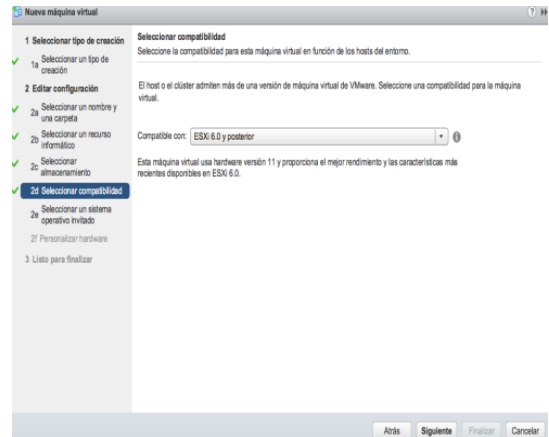 Nueva máquina virtual
1 Seleccionar tipo de creación
1a Seleccionar un tipo de
creación
2 Editar configuración
2a Seleccionar un nombre y
una carpeta
2b Seleccionar un recurso
informático
2c Seleccionar
almacenamiento
2d Seleccionar compatibilidad
2e Seleccionar un sistema
operativo invitado
2f Personalizar hardware
3 Listo para finalizar
Seleccionar compatibilidad
Seleccione la compatibilidad para esta máquina virtual en función de los hosts del entorno.
El host o el clúster admiten más de una versión de máquina virtual de VMware. Seleccione una compatibilidad para la máquina
virtual.
Compatible con: ESXi 6.0 y posterior
Esta máquina virtual usa hardware versión 11 y proporciona el mejor rendimiento y las características más
recientes disponibles en ESXi 6.0.
Atrás Siguiente Finalizar Cancelar